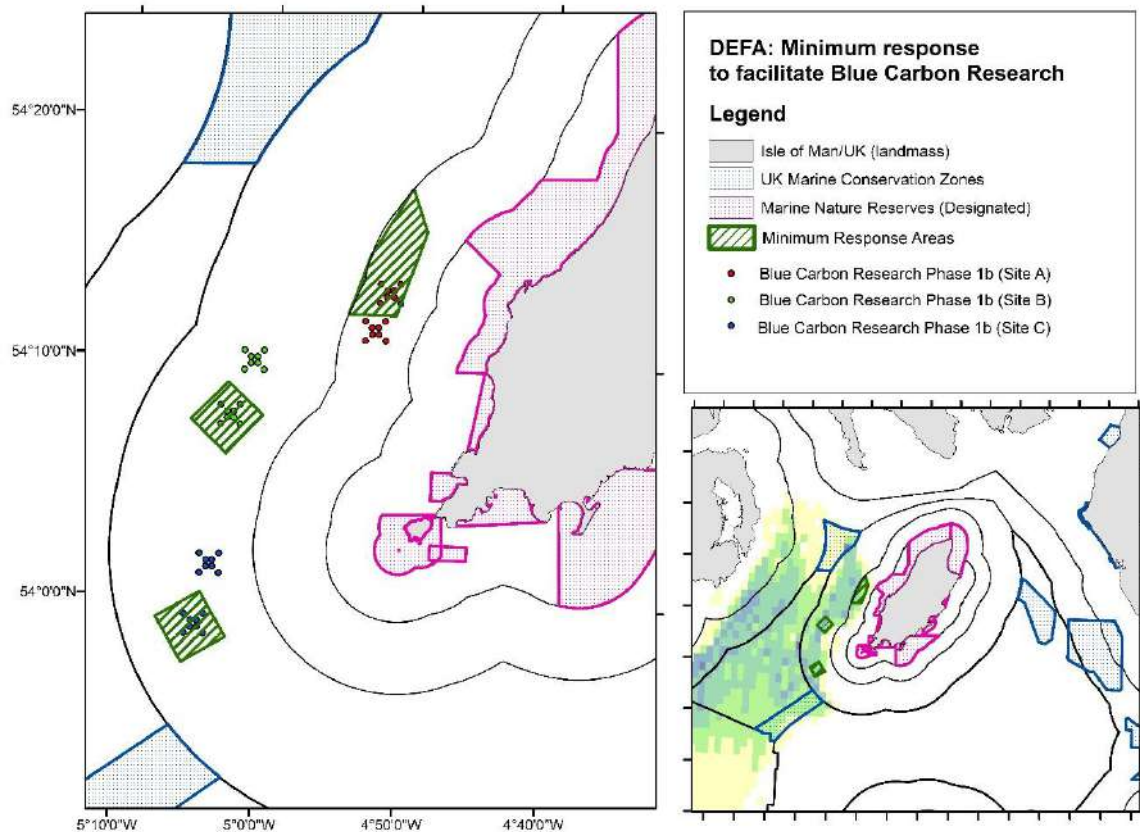 DEFA: Minimum response
to facilitate Blue Carbon Research
Legend
Isle of Man/UK (landmass)
UK Marine Conservation Zones
Marine Nature Reserves (Designated)
Minimum Response Areas
Blue Carbon Research Phase 1b (Site A)
Blue Carbon Research Phase 1b (Site B)
Blue Carbon Research Phase 1b (Site C)
54°20'0"N
54°10'0"N
54°0'0"N
5°10'0"W 5°0'0"W 4°50'0"W 4°40'0"W